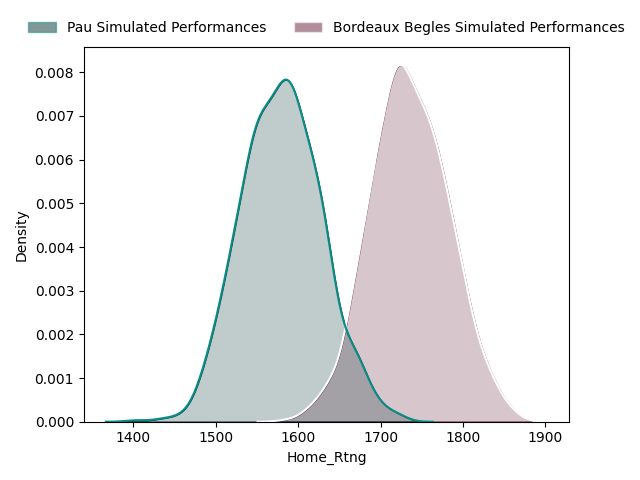 Pau Simulated Performances
Bordeaux Begles Simulated Performances
Density
0.008
0.007
0.006
0.005
0.004
0.003
0.002
0.001
0.000
1400 1500 1600 1700 1800 1900
Home_Rtng